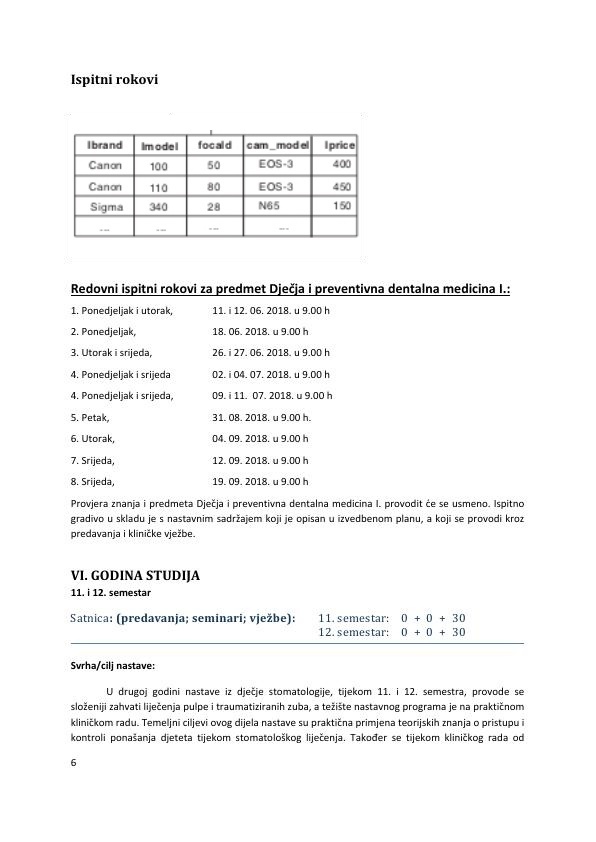 Ispitni rokovi
lbrand lmodel focald cam_model lprice
Canon 100 50 EOS-3 400
Canon 110 80 EOS-3 450
Sigma 340 28 N65 150
... ... ... ...
Redovni ispitni rokovi za predmet Dječja i preventivna dentalna medicina I.:
1. Ponedjeljak i utorak, 11. i 12. 06. 2018. u 9.00 h
2. Ponedjeljak, 18. 06. 2018. u 9.00 h
3. Utorak i srijeda, 26. i 27. 06. 2018. u 9.00 h
4. Ponedjeljak i srijeda 02. i 04. 07. 2018. u 9.00 h
4. Ponedjeljak i srijeda, 09. i 11. 07. 2018. u 9.00 h
5. Petak, 31. 08. 2018. u 9.00 h.
6. Utorak, 04. 09. 2018. u 9.00 h
7. Srijeda, 12. 09. 2018. u 9.00 h
8. Srijeda, 19. 09. 2018. u 9.00 h
Provjera znanja i predmeta Dječja i preventivna dentalna medicina I. provodit će se usmeno. Ispitno
gradivo u skladu je s nastavnim sadržajem koji je opisan u izvedbenom planu, a koji se provodi kroz
predavanja i kliničke vježbe.
VI. GODINA STUDIJA
11. i 12. semestar
Satnica: (predavanja; seminari; vježbe): 11. semestar: 0 + 0 + 30
12. semestar: 0 + 0 + 30
Svrha/cilj nastave:
U drugoj godini nastave iz dječje stomatologije, tijekom 11. i 12. semestra, provode se
složeniji zahvati liječenja pulpe i traumatiziranih zuba, a težište nastavnog programa je na praktičnom
kliničkom radu. Temeljni ciljevi ovog dijela nastave su praktična primjena teorijskih znanja o pristupu i
kontroli ponašanja djeteta tijekom stomatološkog liječenja. Također se tijekom kliničkog rada od
6